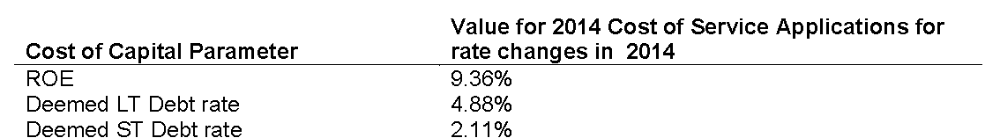 Value for 2014 Cost of Service Applications for
Cost of Capital Parameter rate changes in 2014
ROE 9.36%
Deemed LT Debt rate 4.88%
Deemed ST Debt rate 2.11%